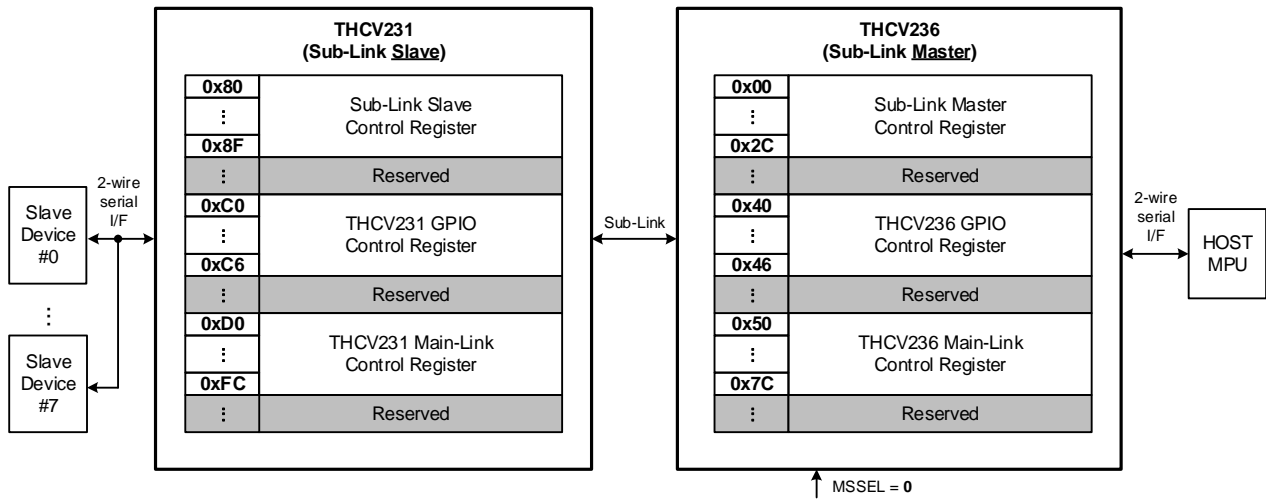 THCV231
(Sub-Link Slave)
0x80
⋮
0x8F
Sub-Link Slave
Control Register
⋮
Reserved
0xC0
⋮
0xC6
THCV231 GPIO
Control Register
⋮
Reserved
0xD0
⋮
0xFC
THCV231 Main-Link
Control Register
⋮
Reserved
2-wire
serial
I/F
Slave
Device
#0
⋮
Slave
Device
#7
Sub-Link
THCV236
(Sub-Link Master)
0x00
⋮
0x2C
Sub-Link Master
Control Register
⋮
Reserved
0x40
⋮
0x46
THCV236 GPIO
Control Register
⋮
Reserved
0x50
⋮
0x7C
THCV236 Main-Link
Control Register
⋮
Reserved
2-wire
serial
I/F
HOST
MPU
MSSEL = 0